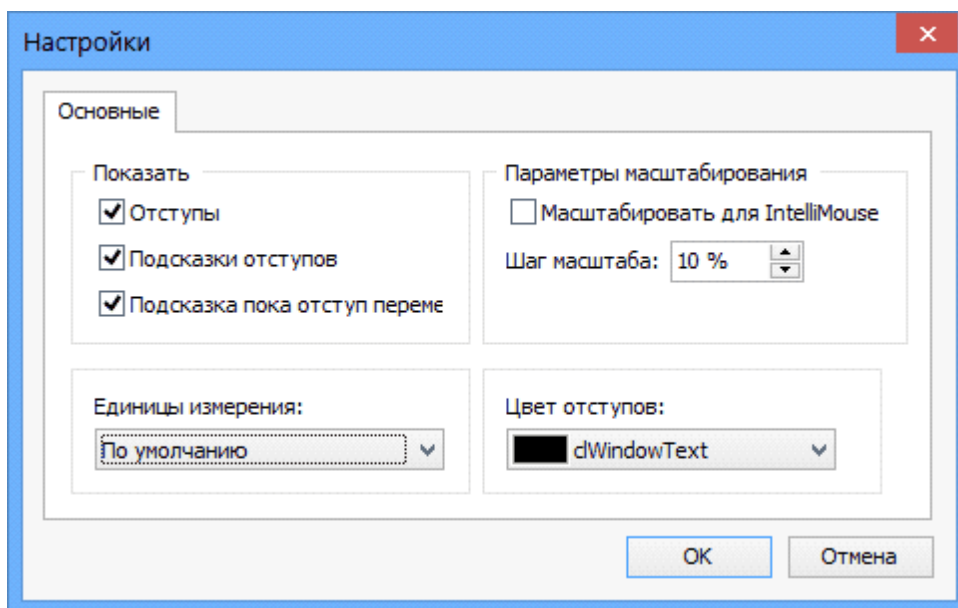 Настройки
Основные
Показать
Отступы
Подсказки отступов
Подсказка пока отступ переме
Параметры масштабирования
Масштабировать для IntelliMouse
Шаг масштаба: 10 %
Единицы измерения:
По умолчанию
Цвет отступов:
clWindowText
OK
Отмена